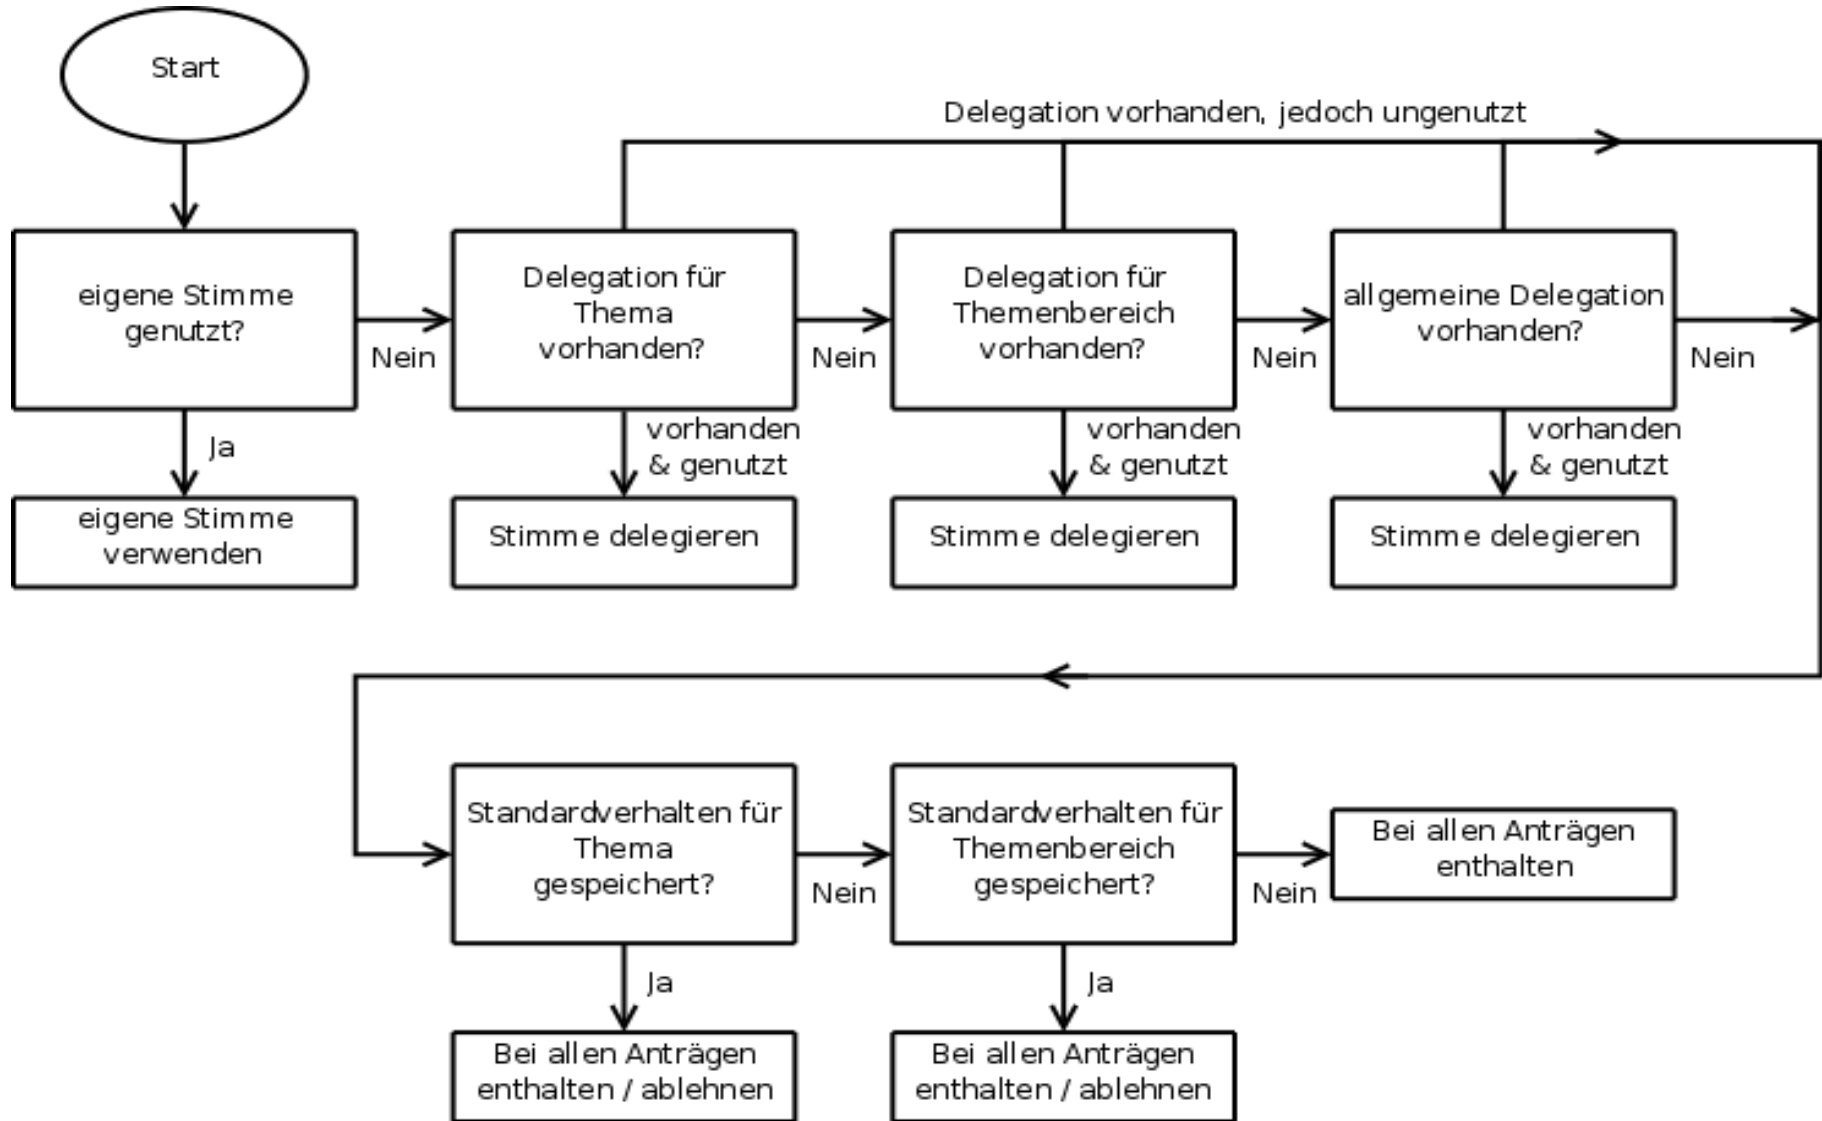 Start
Delegation vorhanden, jedoch ungenutzt
eigene Stimme
genutzt?
Nein
Delegation für
Thema
vorhanden?
Nein
Delegation für
Themenbereich
vorhanden?
Nein
allgemeine Delegation
vorhanden?
Nein
Ja
vorhanden
& genutzt
vorhanden
& genutzt
vorhanden
& genutzt
eigene Stimme
verwenden
Stimme delegieren
Stimme delegieren
Stimme delegieren
Standardverhalten für
Thema
gespeichert?
Nein
Standardverhalten für
Themenbereich
gespeichert?
Nein
Bei allen Anträgen
enthalten
Ja
Ja
Bei allen Anträgen
enthalten / ablehnen
Bei allen Anträgen
enthalten / ablehnen